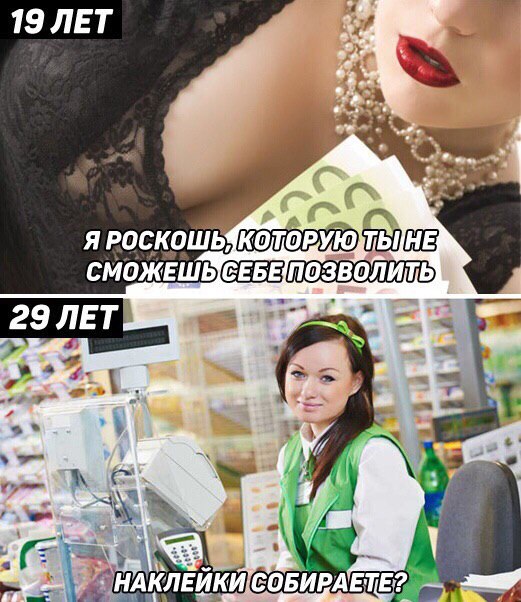 19 ЛЕТ
Я РОСКОШЬ, КОТОРУЮ ТЫ НЕ
СМОЖЕШЬ СЕБЕ ПОЗВОЛИТЬ
29 ЛЕТ
НАКЛЕЙКИ СОБИРАЕТЕ?